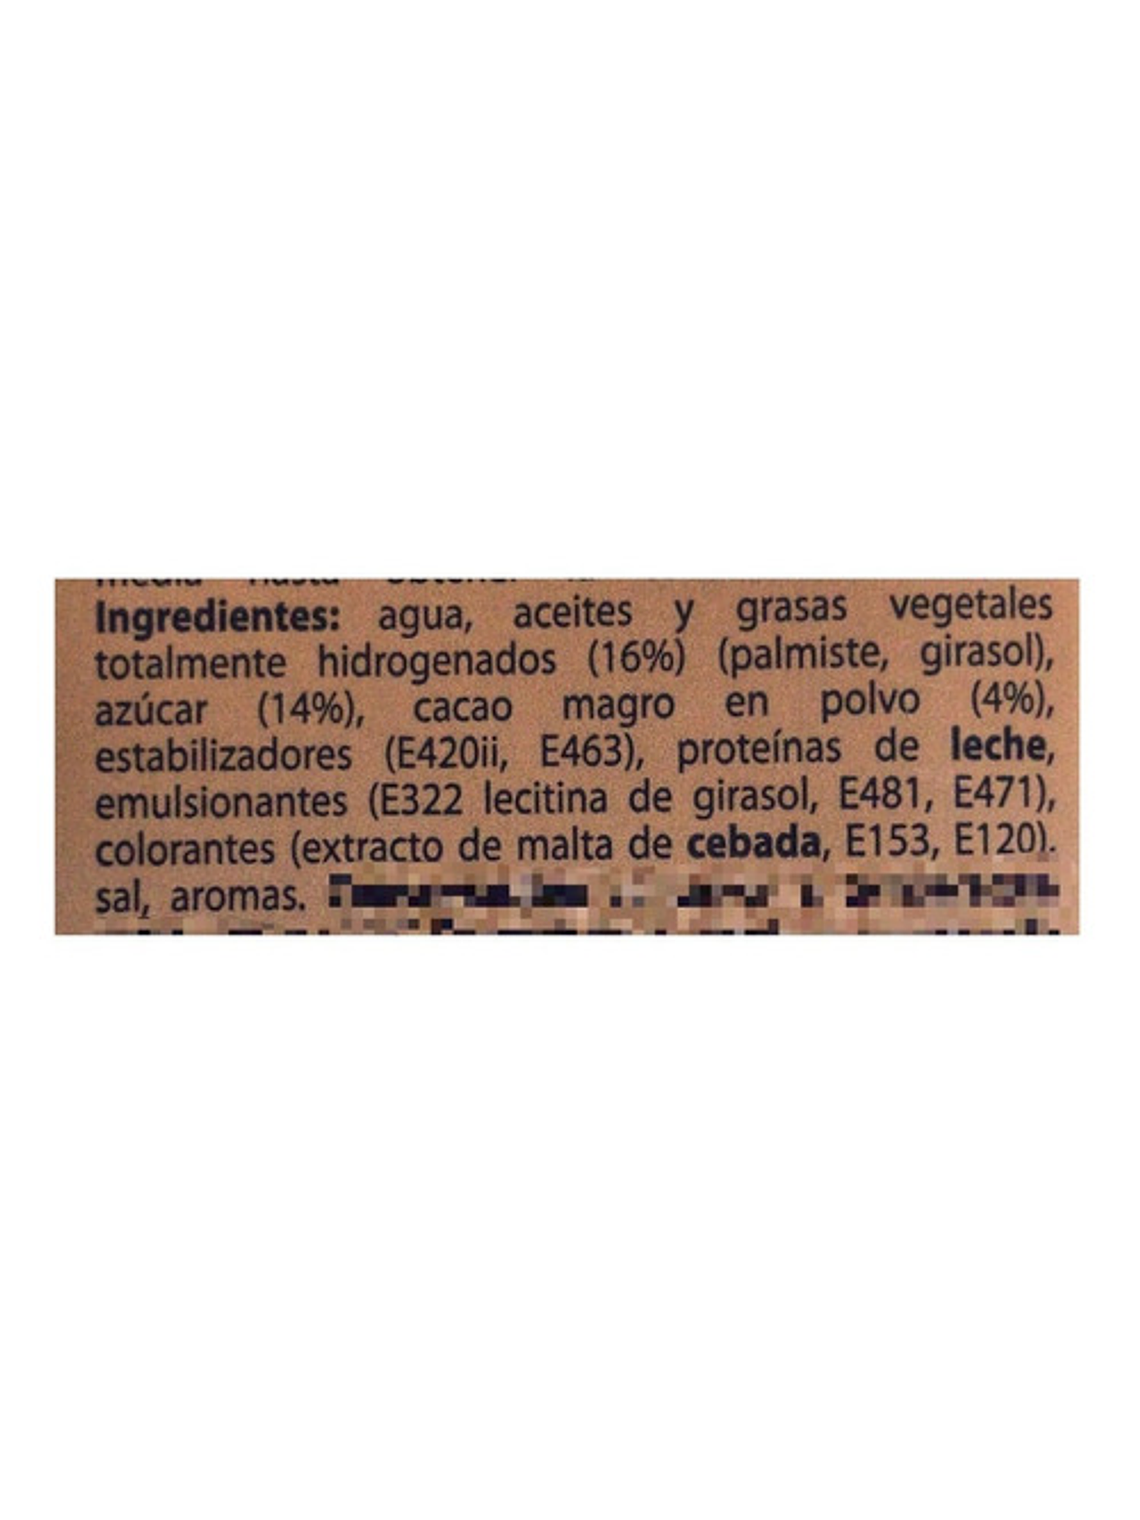 Ingredientes: agua, aceites y grasas vegetales
totalmente hidrogenados (16%) (palmiste, girasol),
azúcar (14%), cacao magro en polvo (4%),
estabilizadores (E420ii, E463), proteínas de leche,
emulsionantes (E322 lecitina de girasol, E481, E471),
colorantes (extracto de malta de cebada, E153, E120).
sal, aromas.